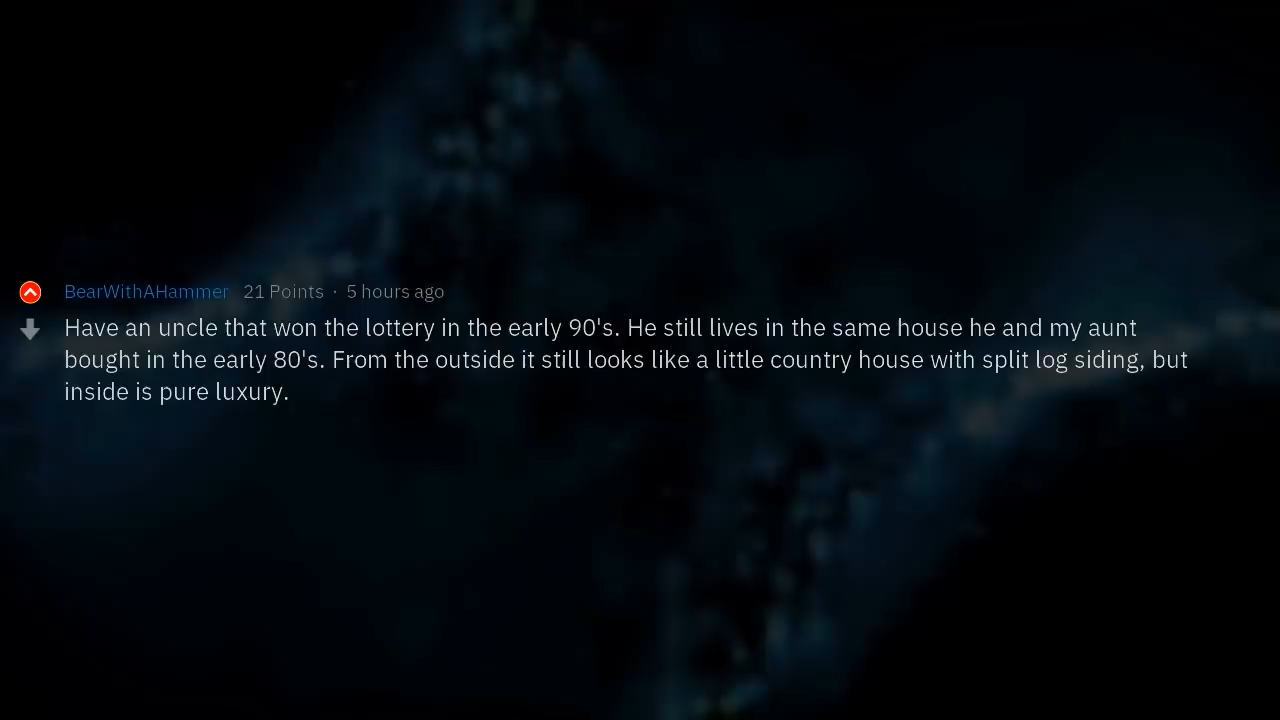 BearWithAHammer 21 Points · 5 hours ago
Have an uncle that won the lottery in the early 90's. He still lives in the same house he and my aunt
bought in the early 80's. From the outside it still looks like a little country house with split log siding, but
inside is pure luxury.